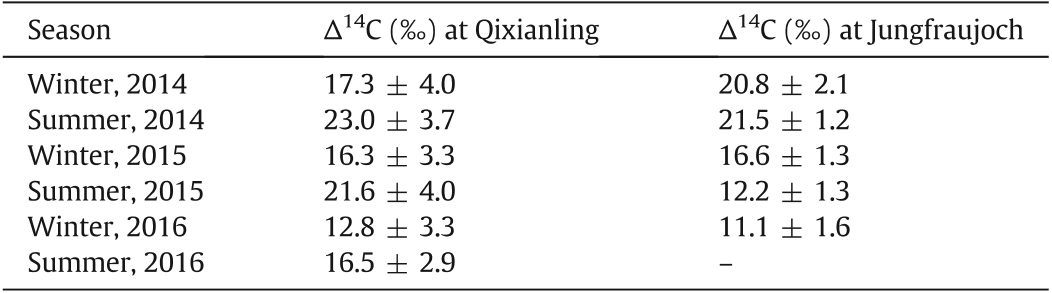 Season Δ¹⁴C (‰) at Qixianling Δ¹⁴C (‰) at Jungfraujoch
Winter, 2014 17.3 ± 4.0 20.8 ± 2.1
Summer, 2014 23.0 ± 3.7 21.5 ± 1.2
Winter, 2015 16.3 ± 3.3 16.6 ± 1.3
Summer, 2015 21.6 ± 4.0 12.2 ± 1.3
Winter, 2016 12.8 ± 3.3 11.1 ± 1.6
Summer, 2016 16.5 ± 2.9 –